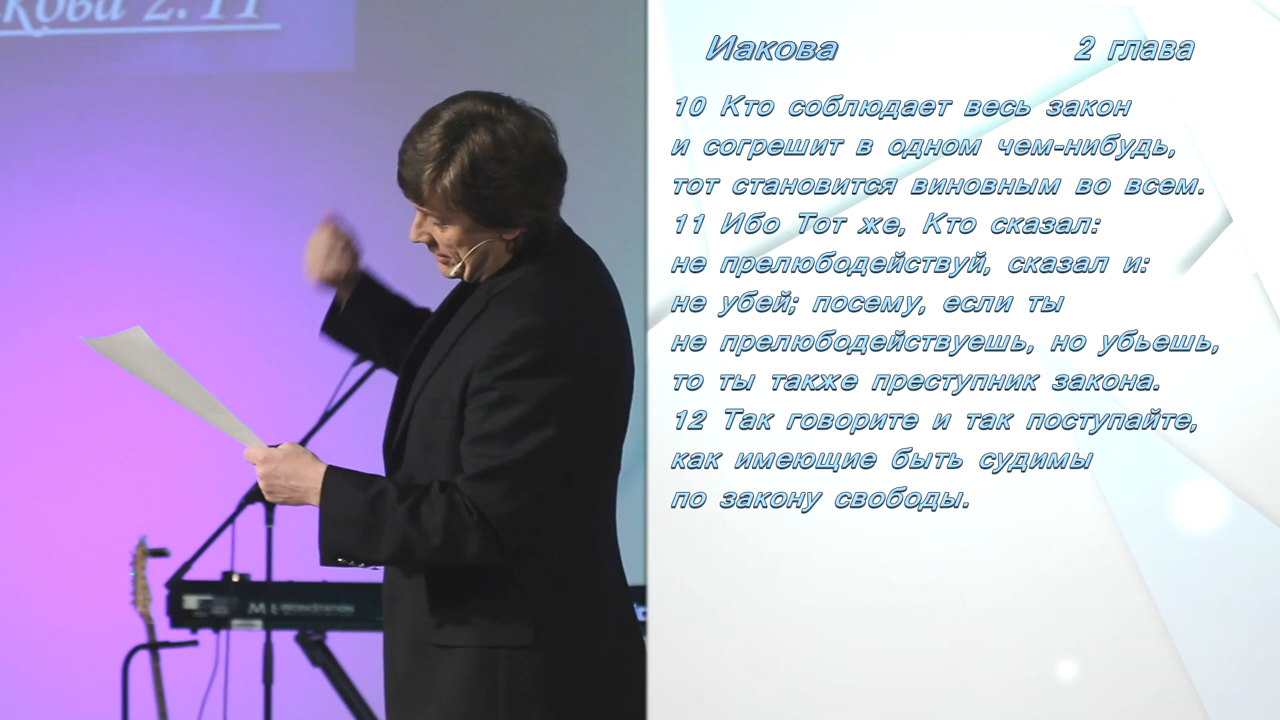 кова 2:11
Иакова 2 глава
10 Кто соблюдает весь закон
и согрешит в одном чем-нибудь,
тот становится виновным во всем.
11 Ибо Тот же, Кто сказал:
не прелюбодействуй, сказал и:
не убей; посему, если ты
не прелюбодействуешь, но убьешь,
то ты также преступник закона.
12 Так говорите и так поступайте,
как имеющие быть судимы
по закону свободы.